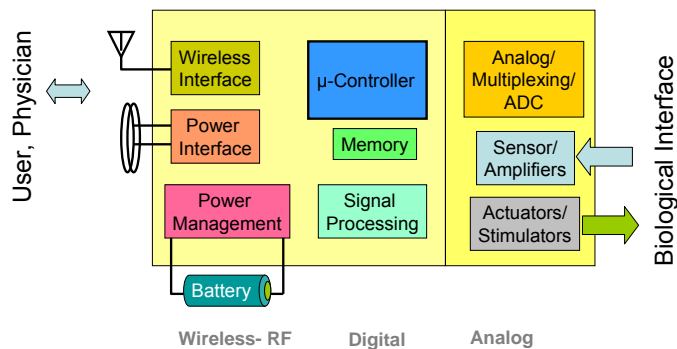 User, Physician
Wireless
Interface
Power
Interface
Power
Management
Battery
μ-Controller
Memory
Signal
Processing
Analog/
Multiplexing/
ADC
Sensor/
Amplifiers
Actuators/
Stimulators
Biological Interface
Wireless- RF
Digital
Analog